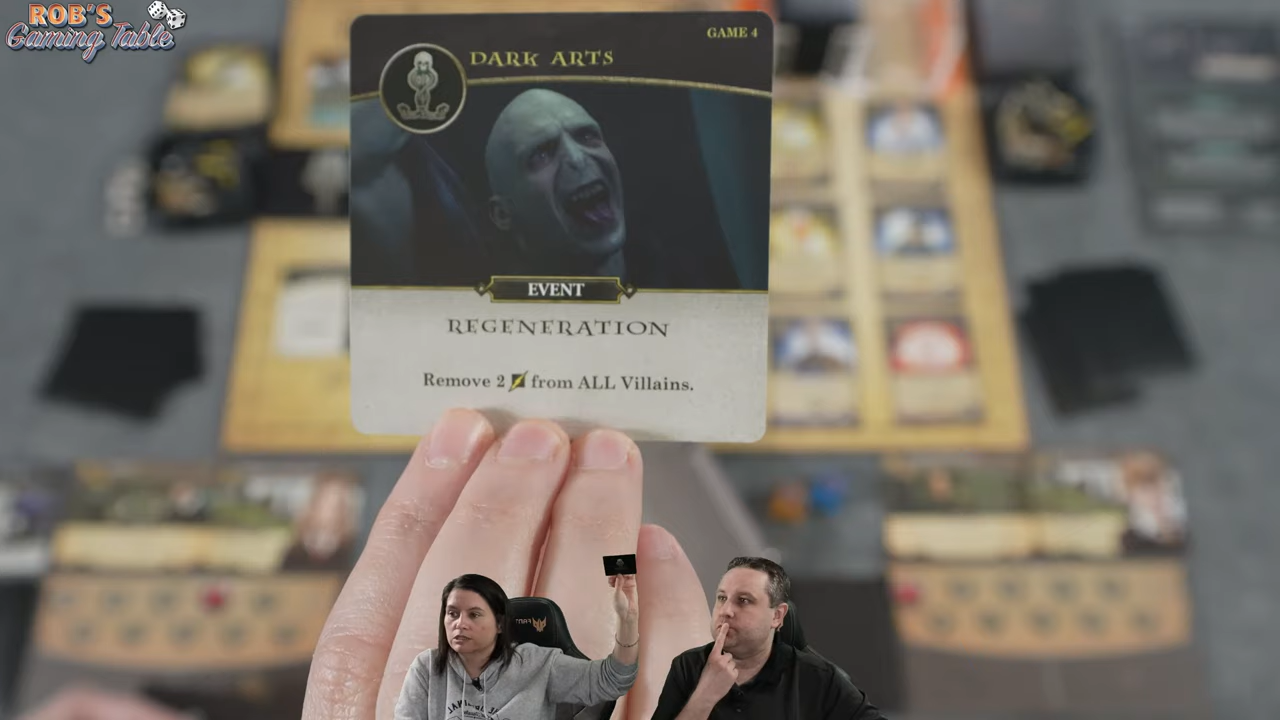 ROB'S
Gaming Table
GAME 4
DARK ARTS
EVENT
REGENERATION
Remove 2 from ALL Villains.